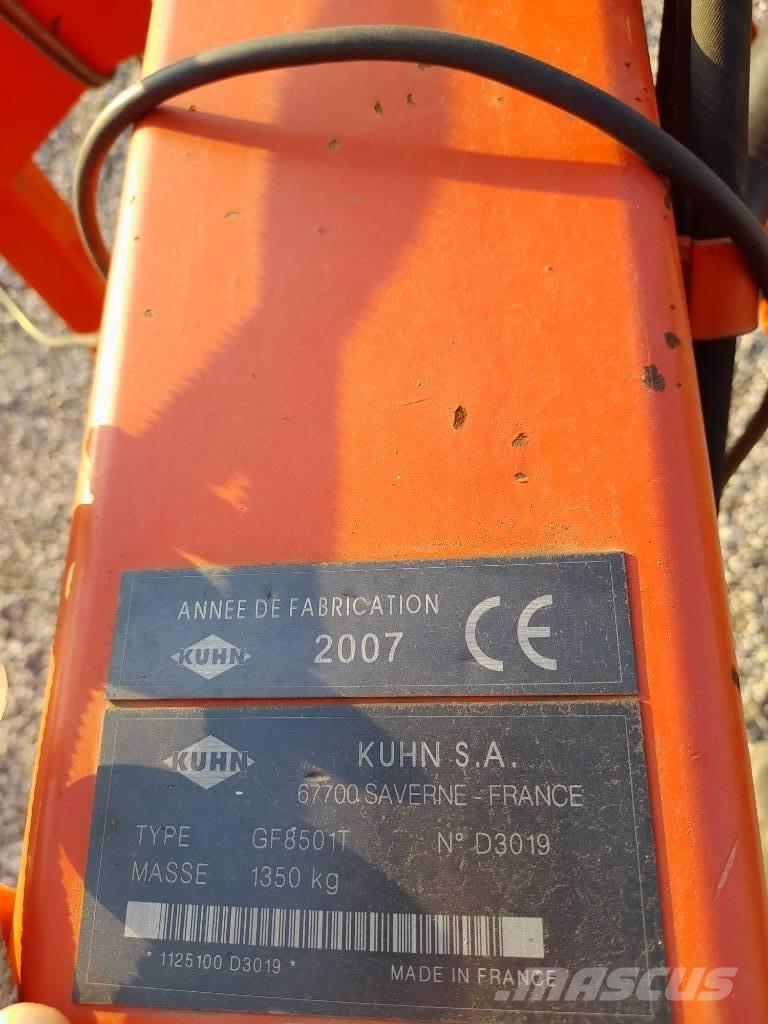 ANNEE DE FABRICATION
KUHN 2007 CE
KUHN KUHN S.A.
67700 SAVERNE - FRANCE
TYPE GF8501T N° D3019
MASSE 1350 kg
* 1125100 D3019 * MADE IN FRANCE
MASCUS